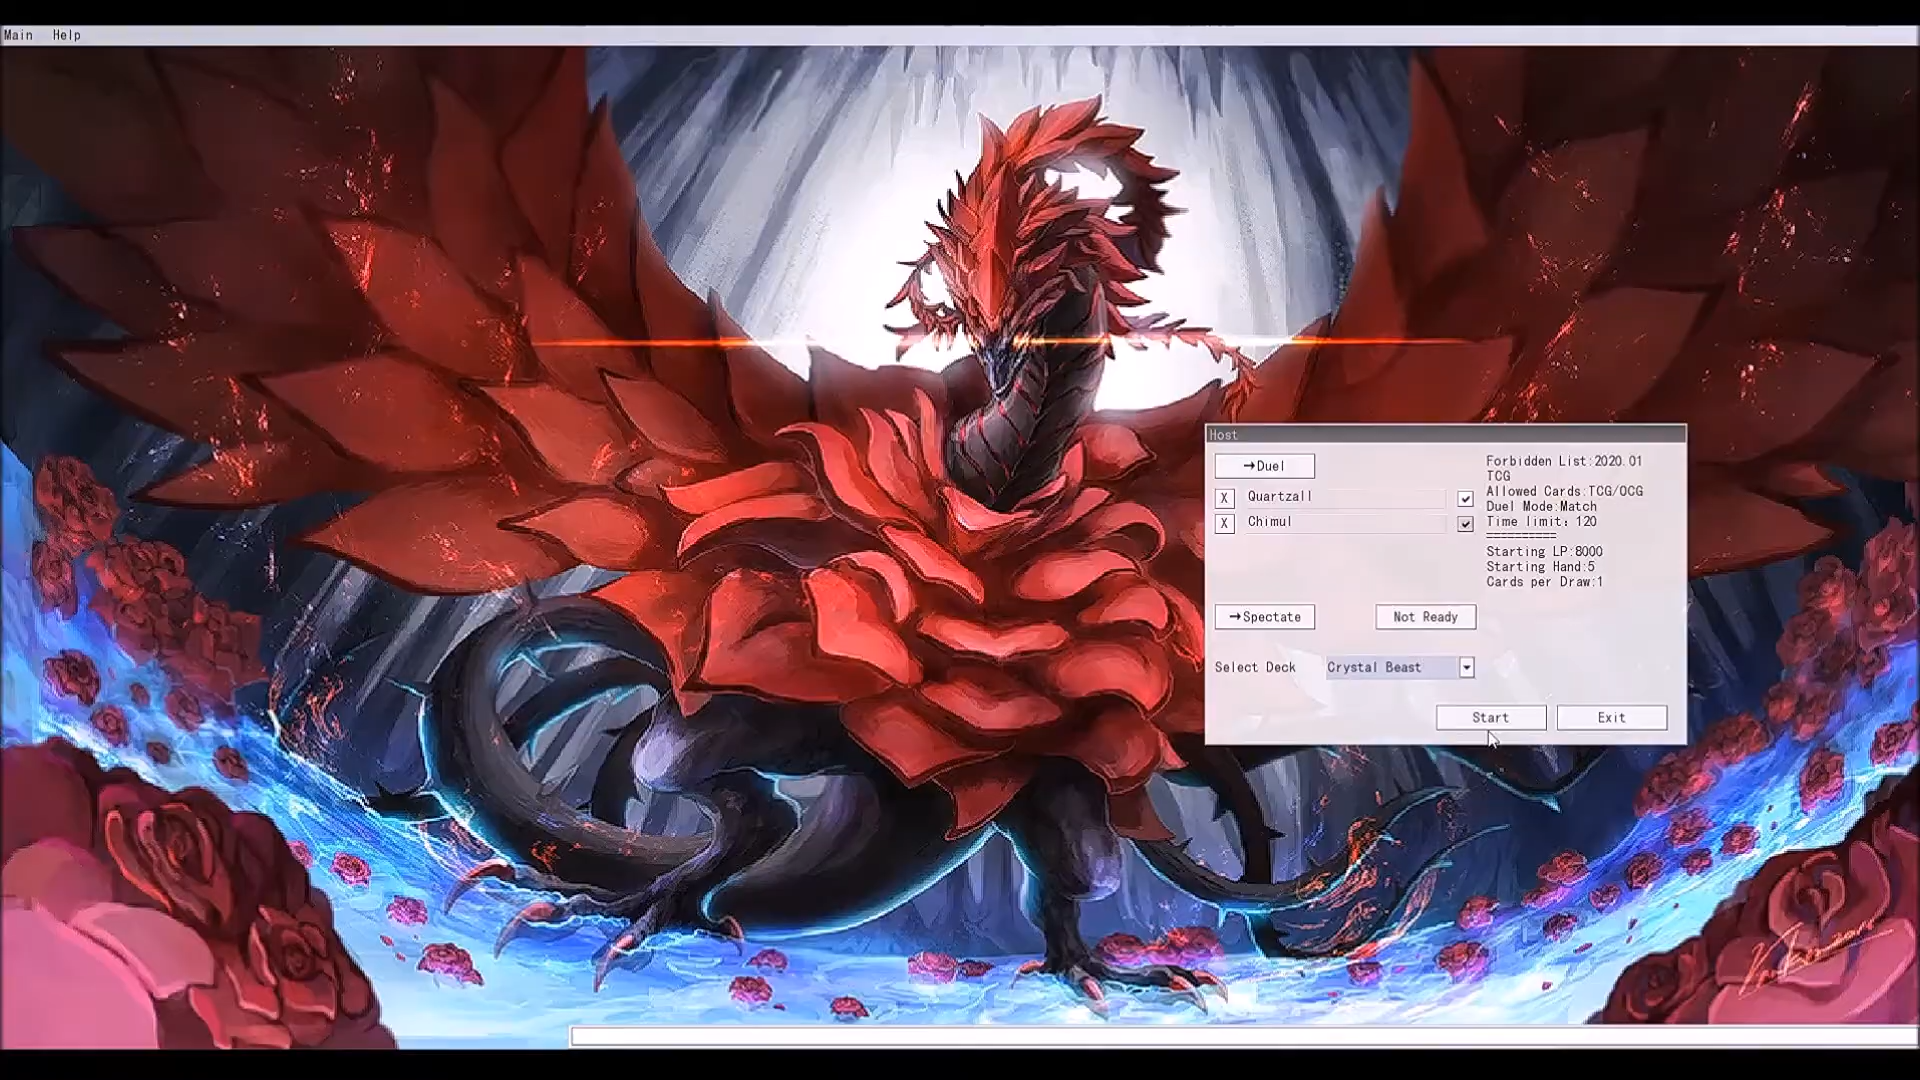 Main Help
Host
→Duel
X Quartzall
X Chimul
Forbidden List:2020.01
TCG
Allowed Cards:TCG/OCG
Duel Mode:Match
Time limit: 120
==========
Starting LP:8000
Starting Hand:5
Cards per Draw:1
→Spectate
Not Ready
Select Deck Crystal Beast
Start
Exit